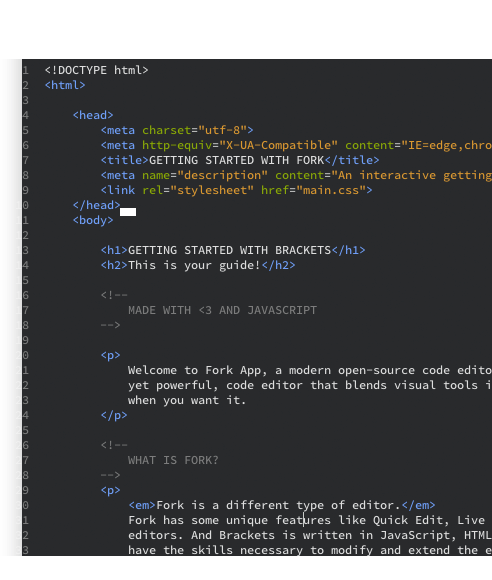 1 <!DOCTYPE html>
2 <html>
3
4 <head>
5 <meta charset="utf-8">
6 <meta http-equiv="X-UA-Compatible" content="IE=edge,chro
7 <title>GETTING STARTED WITH FORK</title>
8 <meta name="description" content="An interactive getting
9 <link rel="stylesheet" href="main.css">
0 </head>
1 <body>
2
3 <h1>GETTING STARTED WITH BRACKETS</h1>
4 <h2>This is your guide!</h2>
5
6 <!--
7 MADE WITH <3 AND JAVASCRIPT
8 -->
9
0 <p>
1 Welcome to Fork App, a modern open-source code edito
2 yet powerful, code editor that blends visual tools i
3 when you want it.
4 </p>
5
6 <!--
7 WHAT IS FORK?
8 -->
9 <p>
0 <em>Fork is a different type of editor.</em>
1 Fork has some unique features like Quick Edit, Live
2 editors. And Brackets is written in JavaScript, HTML
3 have the skills necessary to modify and extend the e